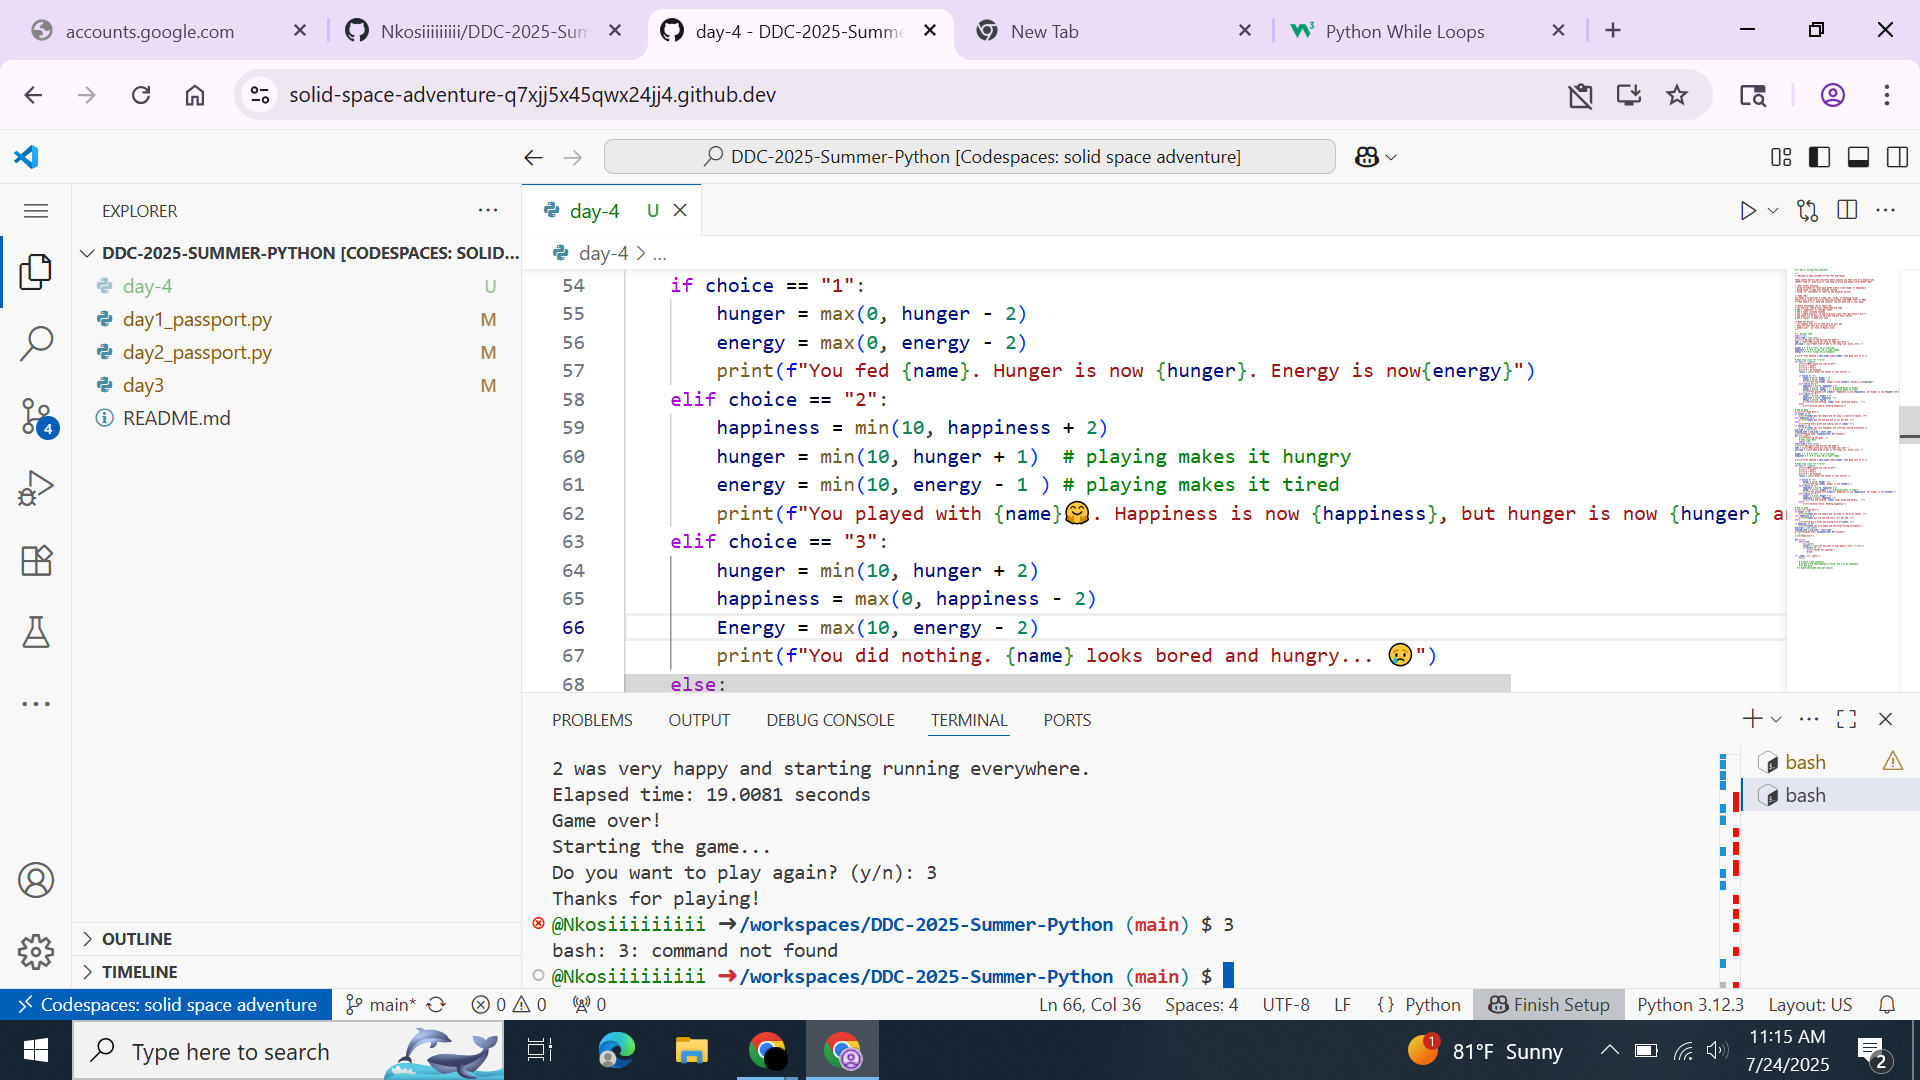 accounts.google.com
Nkosiiiiiiiii/DDC-2025-Sum
day-4 - DDC-2025-Summe
New Tab
Python While Loops
solid-space-adventure-q7xjj5x45qwx24jj4.github.dev
DDC-2025-Summer-Python [Codespaces: solid space adventure]
EXPLORER
day-4 U
DDC-2025-SUMMER-PYTHON [CODESPACES: SOLID...
day-4 > ...
day-4 U
day1_passport.py M
day2_passport.py M
day3 M
README.md
4
54 if choice == "1":
55 hunger = max(0, hunger - 2)
56 energy = max(0, energy - 2)
57 print(f"You fed {name}. Hunger is now {hunger}. Energy is now{energy}")
58 elif choice == "2":
59 happiness = min(10, happiness + 2)
60 hunger = min(10, hunger + 1)  # playing makes it hungry
61 energy = min(10, energy - 1 ) # playing makes it tired
62 print(f"You played with {name}🤗. Happiness is now {happiness}, but hunger is now {hunger} a
63 elif choice == "3":
64 hunger = min(10, hunger + 2)
65 happiness = max(0, happiness - 2)
66 Energy = max(10, energy - 2)
67 print(f"You did nothing. {name} looks bored and hungry... 😢")
68 else:
PROBLEMS OUTPUT DEBUG CONSOLE TERMINAL PORTS
2 was very happy and starting running everywhere.
Elapsed time: 19.0081 seconds
Game over!
Starting the game...
Do you want to play again? (y/n): 3
Thanks for playing!
@Nkosiiiiiiiii ➜/workspaces/DDC-2025-Summer-Python (main) $ 3
bash: 3: command not found
@Nkosiiiiiiiii ➜/workspaces/DDC-2025-Summer-Python (main) $
bash
bash
OUTLINE
TIMELINE
Codespaces: solid space adventure main* 0 0 0 Ln 66, Col 36 Spaces: 4 UTF-8 LF {} Python Finish Setup Python 3.12.3 Layout: US
Type here to search
1
81°F Sunny
11:15 AM
7/24/2025
2